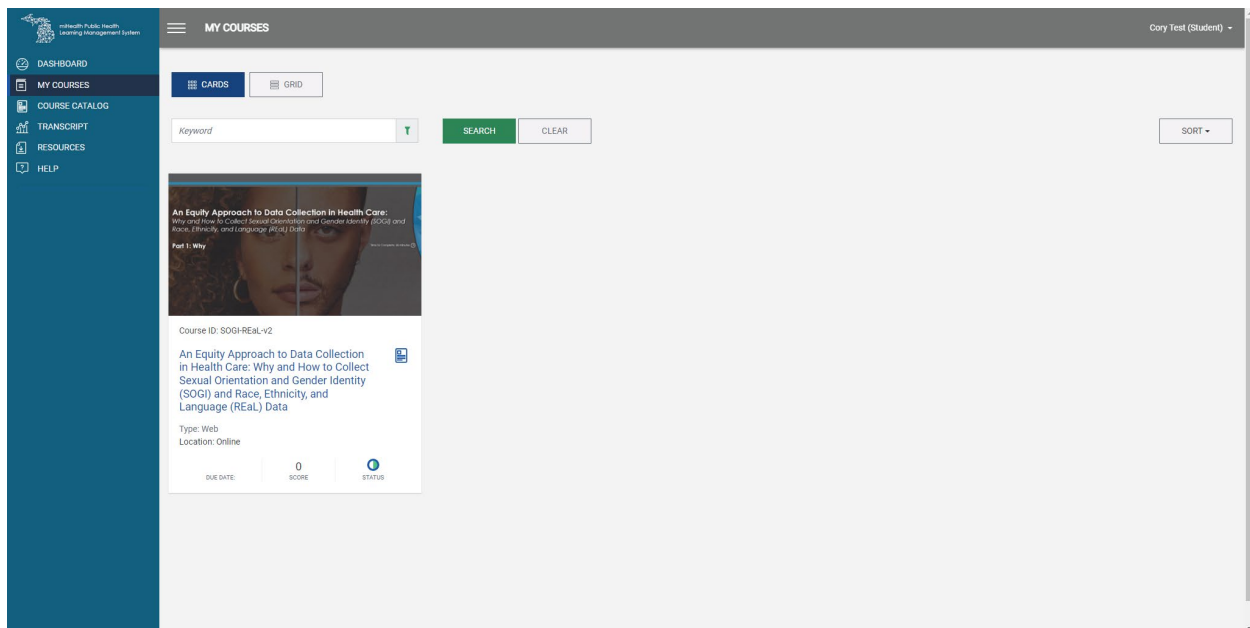 miHealth Public Health
Learning Management System
MY COURSES
Cory Test (Student)
DASHBOARD
MY COURSES
COURSE CATALOG
TRANSCRIPT
RESOURCES
HELP
CARDS
GRID
Keyword
SEARCH
CLEAR
SORT
An Equity Approach to Data Collection in Health Care:
Why and How to Collect Sexual Orientation and Gender Identity (SOGI) and
Race, Ethnicity, and Language (REaL) Data
Part 1: Why
Course ID: SOGI-REaL-v2
An Equity Approach to Data Collection
in Health Care: Why and How to Collect
Sexual Orientation and Gender Identity
(SOGI) and Race, Ethnicity, and
Language (REaL) Data
Type: Web
Location: Online
DUE DATE:
0
SCORE
STATUS